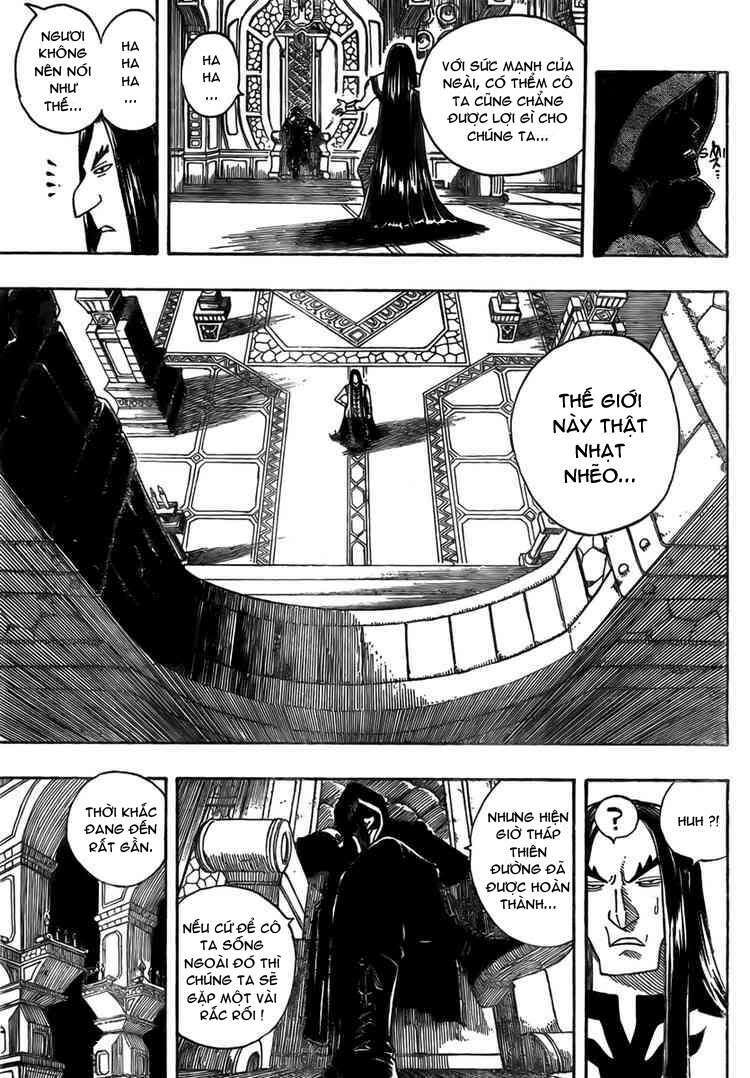 VỚI SỨC MẠNH CỦA
NGÀI, CÓ THÊM CÔ
TA CŨNG CHẲNG
ĐƯỢC LỢI GÌ CHO
CHÚNG TA...
HA
HA
...
HA
HA
HA
...
NGƯƠI
KHÔNG
NÊN NÓI
NHƯ
THẾ...
THẾ GIỚI
NÀY THẬT
NHẠT
NHẼO...
HUH ?!
?
NHƯNG HIỆN
GIỜ THÁP
THIÊN
ĐƯỜNG ĐÃ
ĐƯỢC HOÀN
THÀNH...
NẾU CỨ ĐỂ CÔ
TA SỐNG
NGOÀI ĐÓ THÌ
CHÚNG TA SẼ
GẶP MỘT VÀI
RẮC RỐI !
THỜI KHẮC
ĐANG ĐẾN
RẤT GẦN.